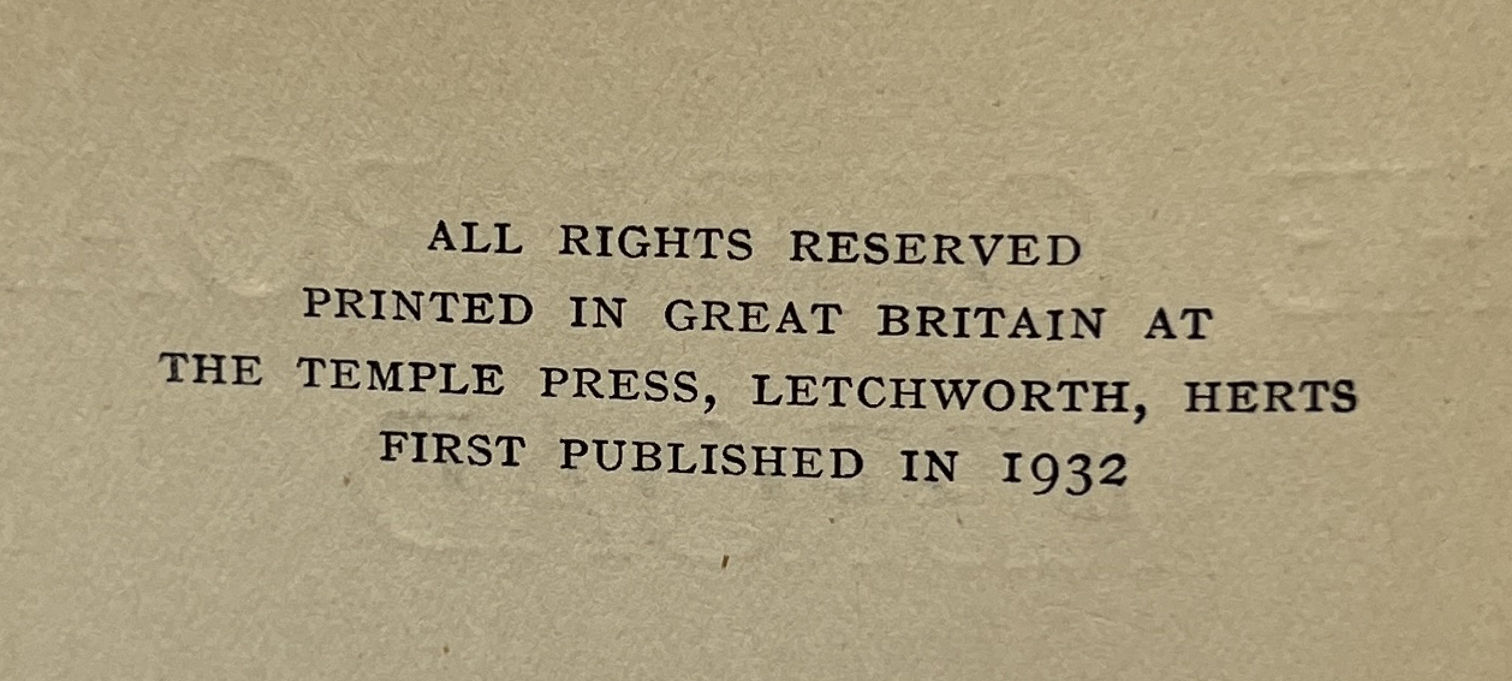 ALL RIGHTS RESERVED
PRINTED IN GREAT BRITAIN AT
THE TEMPLE PRESS, LETCHWORTH, HERTS
FIRST PUBLISHED IN 1932